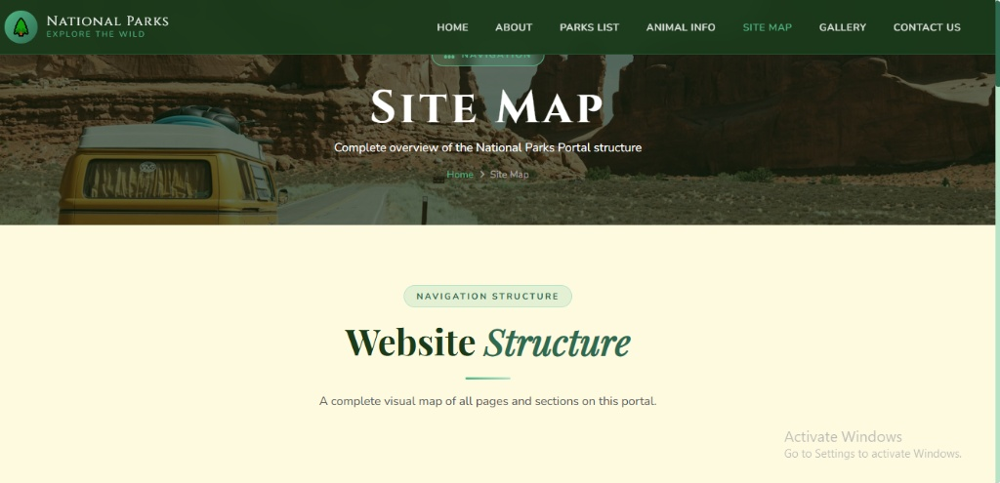 NATIONAL PARKS
EXPLORE THE WILD
HOME ABOUT PARKS LIST ANIMAL INFO SITE MAP GALLERY CONTACT US
NAVIGATION
SITE MAP
Complete overview of the National Parks Portal structure
Home > Site Map
NAVIGATION STRUCTURE
Website Structure
A complete visual map of all pages and sections on this portal.
Activate Windows
Go to Settings to activate Windows.